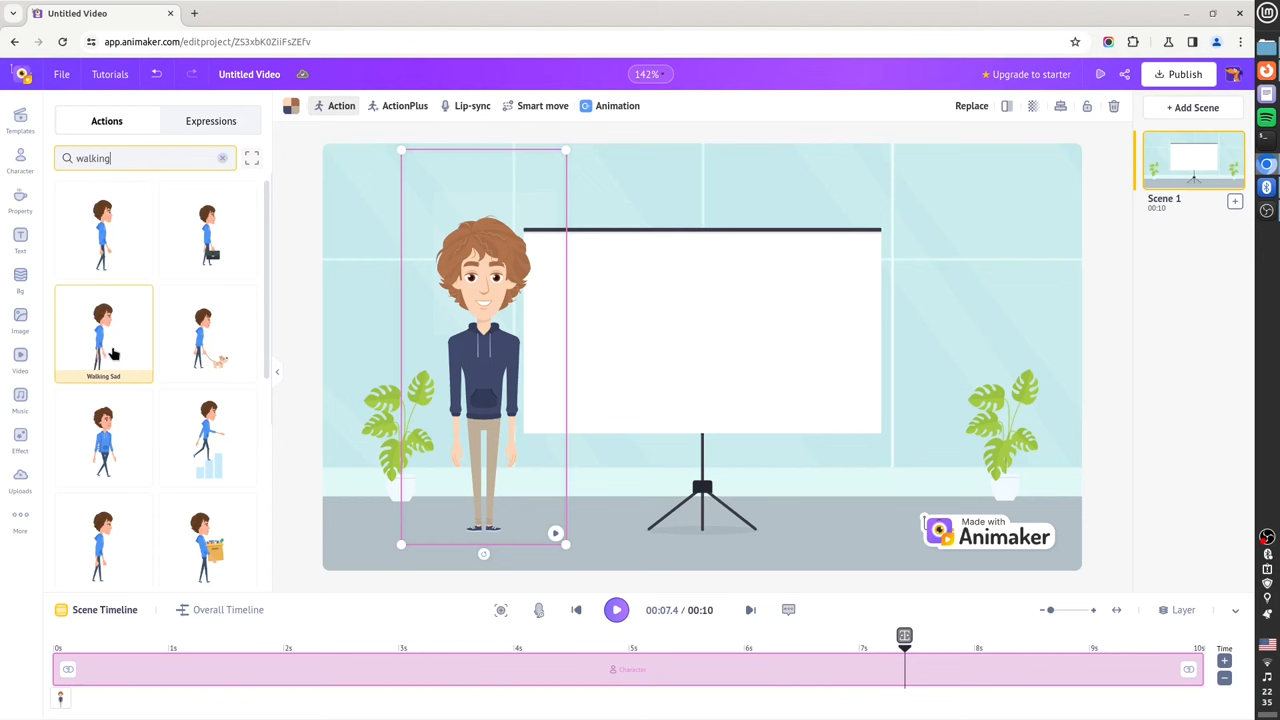 Untitled Video
app.animaker.com/editproject/ZS3xbK0ZiiFsZEfv
File
Tutorials
Untitled Video
142%
Upgrade to starter
Publish
Templates
Character
Property
Text
Bg
Image
Video
Music
Effect
Uploads
More
Actions
Expressions
walking
Walking Sad
Action
ActionPlus
Lip-sync
Smart move
Animation
Replace
+ Add Scene
Scene 1
00:10
Made with
Animaker
Scene Timeline
Overall Timeline
00:07.4 / 00:10
Layer
0s
1s
2s
3s
4s
5s
6s
7s
8s
9s
10s
Time
Character
22
35